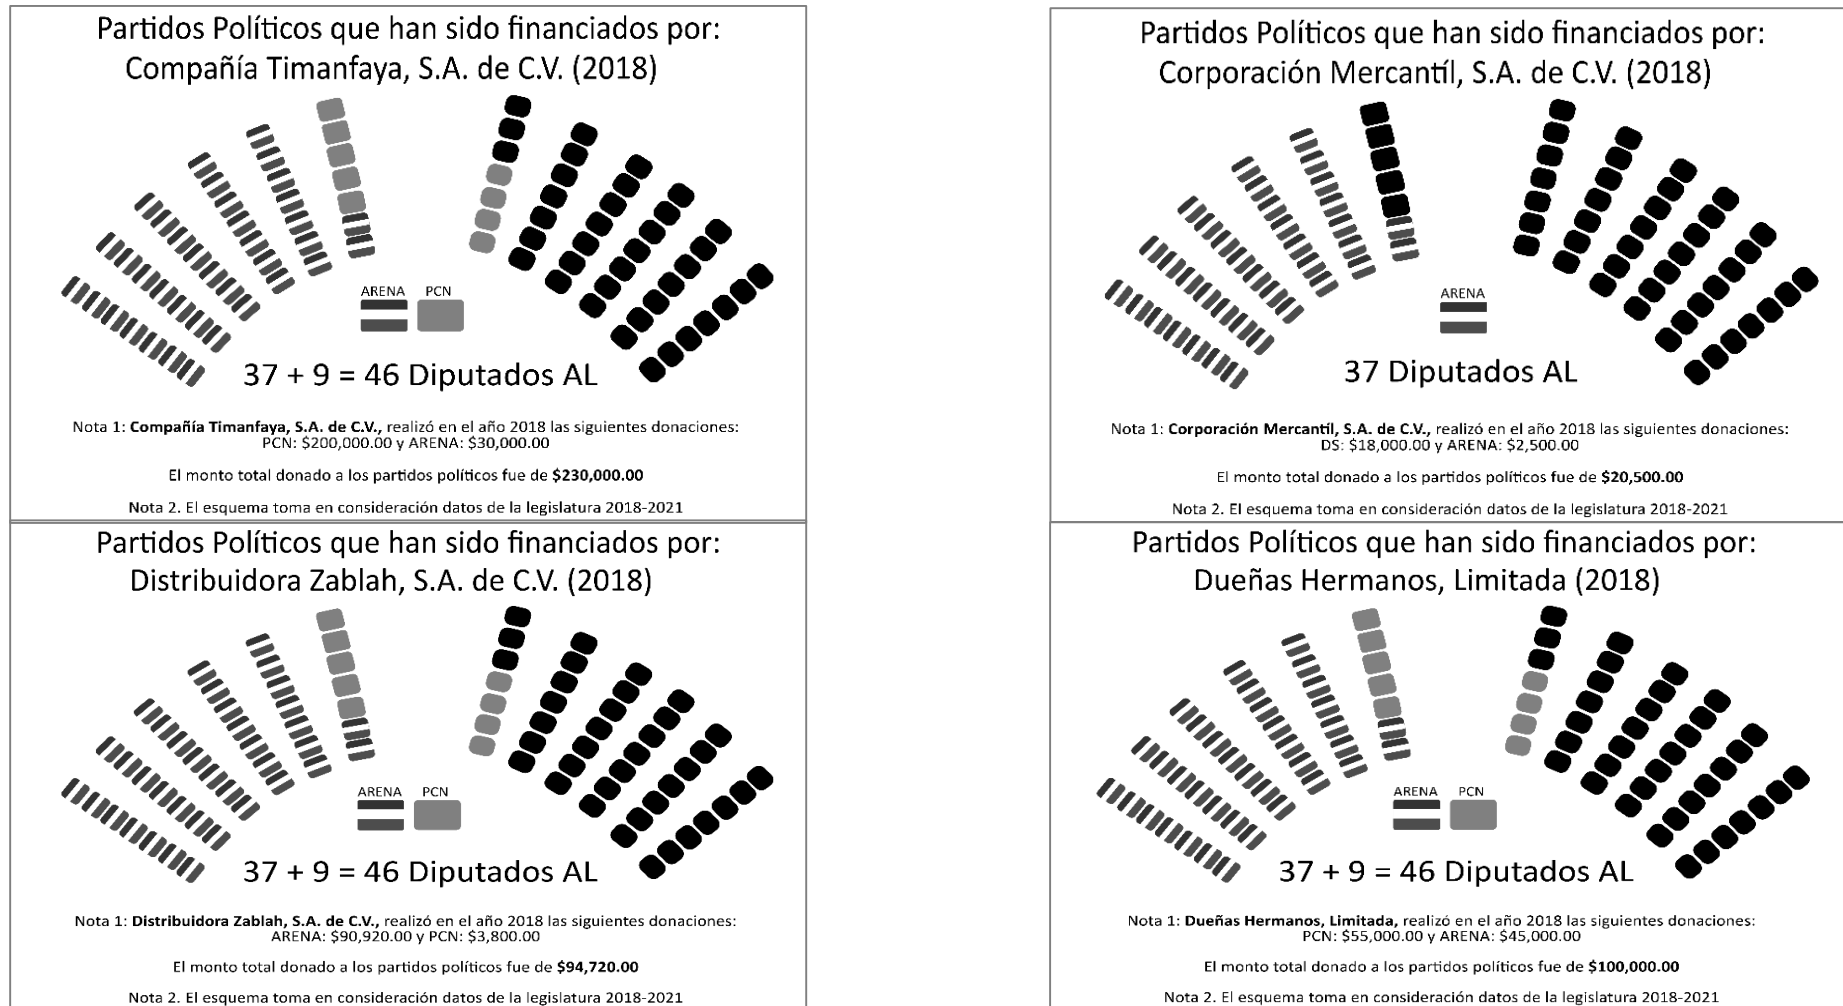 Partidos Políticos que han sido financiados por:
Compañía Timanfaya, S.A. de C.V. (2018)
ARENA PCN
37 + 9 = 46 Diputados AL
Nota 1: Compañía Timanfaya, S.A. de C.V., realizó en el año 2018 las siguientes donaciones:
PCN: $200,000.00 y ARENA: $30,000.00
El monto total donado a los partidos políticos fue de $230,000.00
Nota 2. El esquema toma en consideración datos de la legislatura 2018-2021
Partidos Políticos que han sido financiados por:
Corporación Mercantil, S.A. de C.V. (2018)
ARENA
37 Diputados AL
Nota 1: Corporación Mercantil, S.A. de C.V., realizó en el año 2018 las siguientes donaciones:
DS: $18,000.00 y ARENA: $2,500.00
El monto total donado a los partidos políticos fue de $20,500.00
Nota 2. El esquema toma en consideración datos de la legislatura 2018-2021
Partidos Políticos que han sido financiados por:
Distribuidora Zablah, S.A. de C.V. (2018)
ARENA PCN
37 + 9 = 46 Diputados AL
Nota 1: Distribuidora Zablah, S.A. de C.V., realizó en el año 2018 las siguientes donaciones:
ARENA: $90,920.00 y PCN: $3,800.00
El monto total donado a los partidos políticos fue de $94,720.00
Nota 2. El esquema toma en consideración datos de la legislatura 2018-2021
Partidos Políticos que han sido financiados por:
Dueñas Hermanos, Limitada (2018)
ARENA PCN
37 + 9 = 46 Diputados AL
Nota 1: Dueñas Hermanos, Limitada, realizó en el año 2018 las siguientes donaciones:
PCN: $55,000.00 y ARENA: $45,000.00
El monto total donado a los partidos políticos fue de $100,000.00
Nota 2. El esquema toma en consideración datos de la legislatura 2018-2021